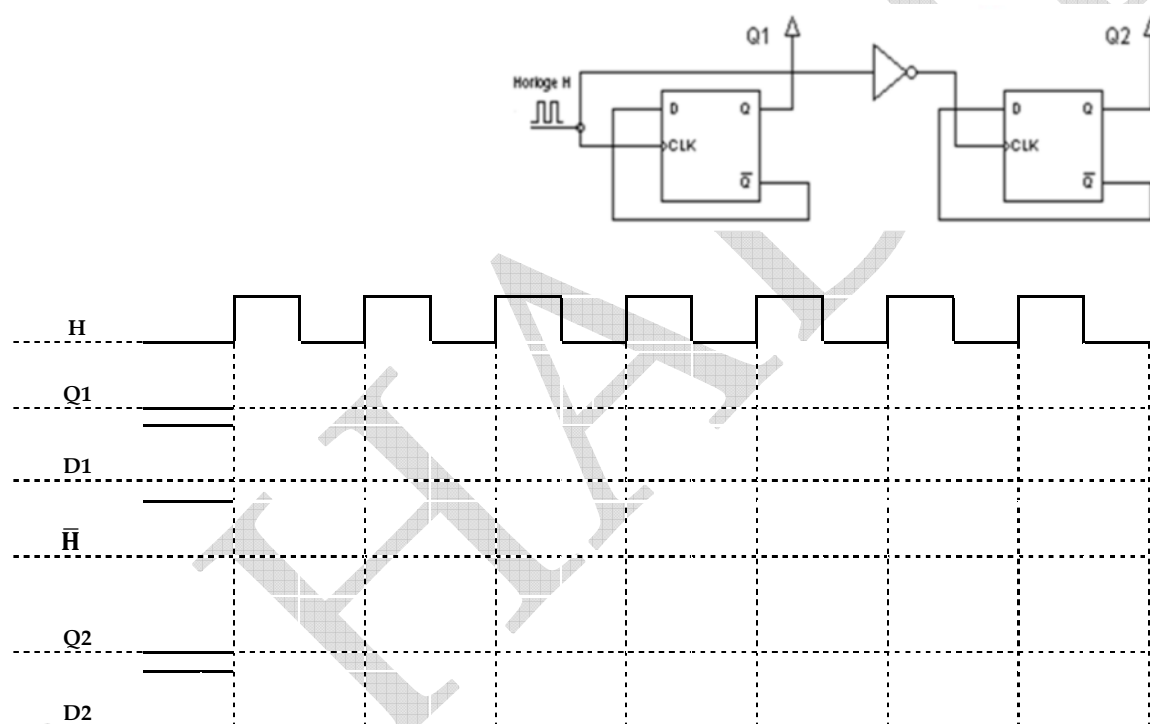 Q1 Q2
Horloge H
D Q D Q
CLK CLK
Q̅ Q̅
H
Q1
D1
H̅
Q2
D2